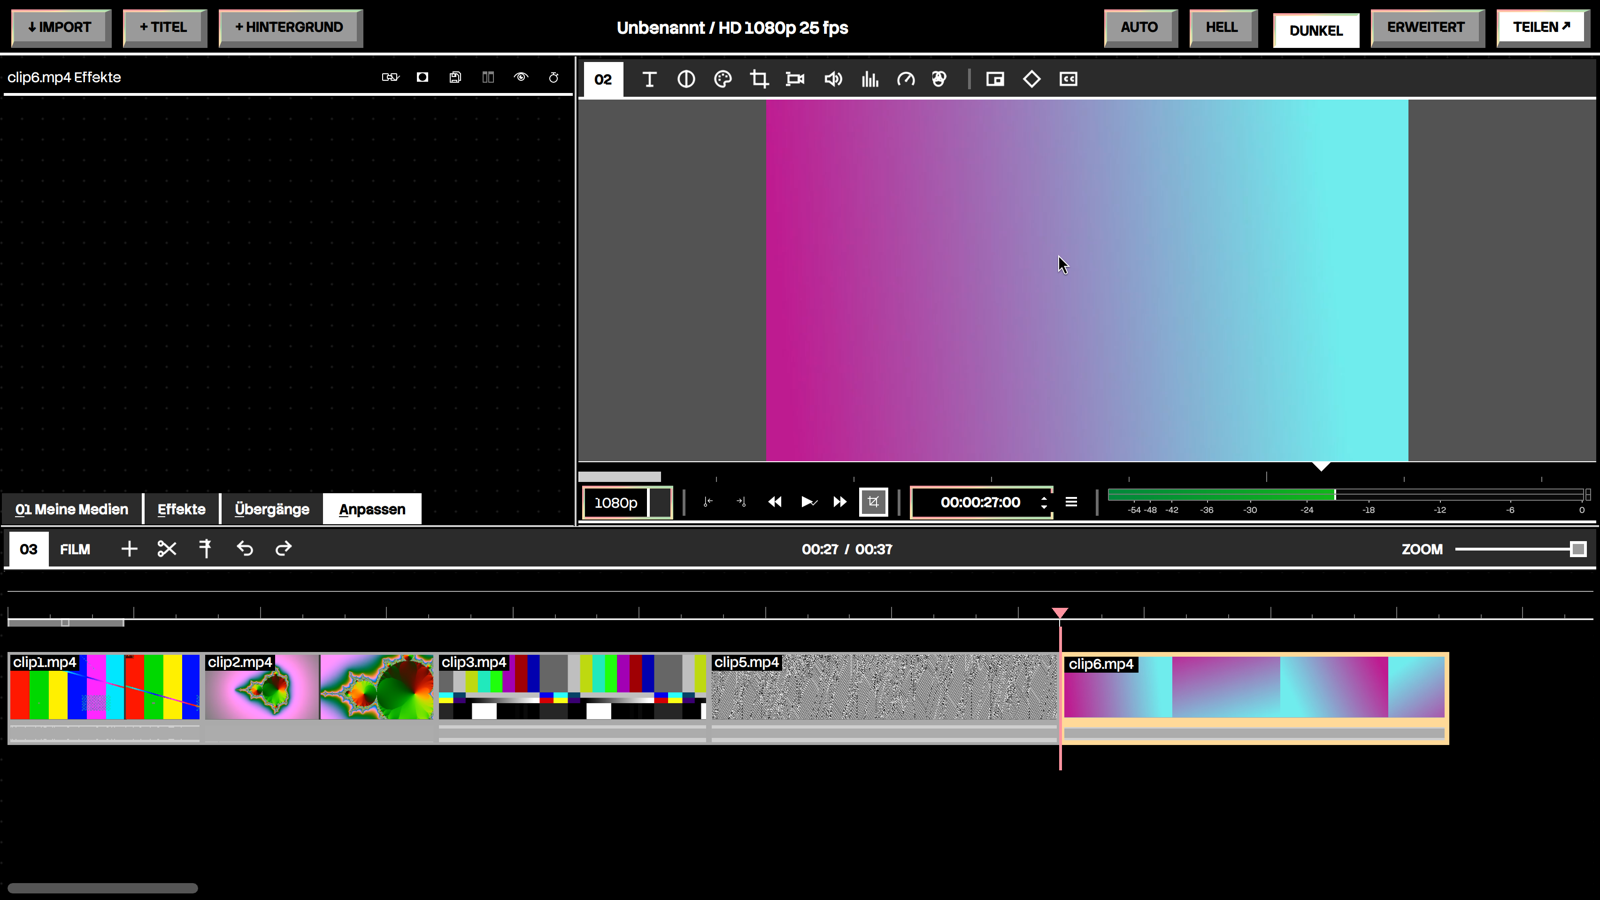 ↓ IMPORT
+ TITEL
+ HINTERGRUND
Unbenannt / HD 1080p 25 fps
AUTO
HELL
DUNKEL
ERWEITERT
TEILEN ↗
clip6.mp4 Effekte
02
01 Meine Medien
Effekte
Übergänge
Anpassen
1080p
00:00:27:00
-54 -48 -42 -36 -30 -24 -18 -12 -6 0
03
FILM
00:27 / 00:37
ZOOM
clip1.mp4
clip2.mp4
clip3.mp4
clip5.mp4
clip6.mp4